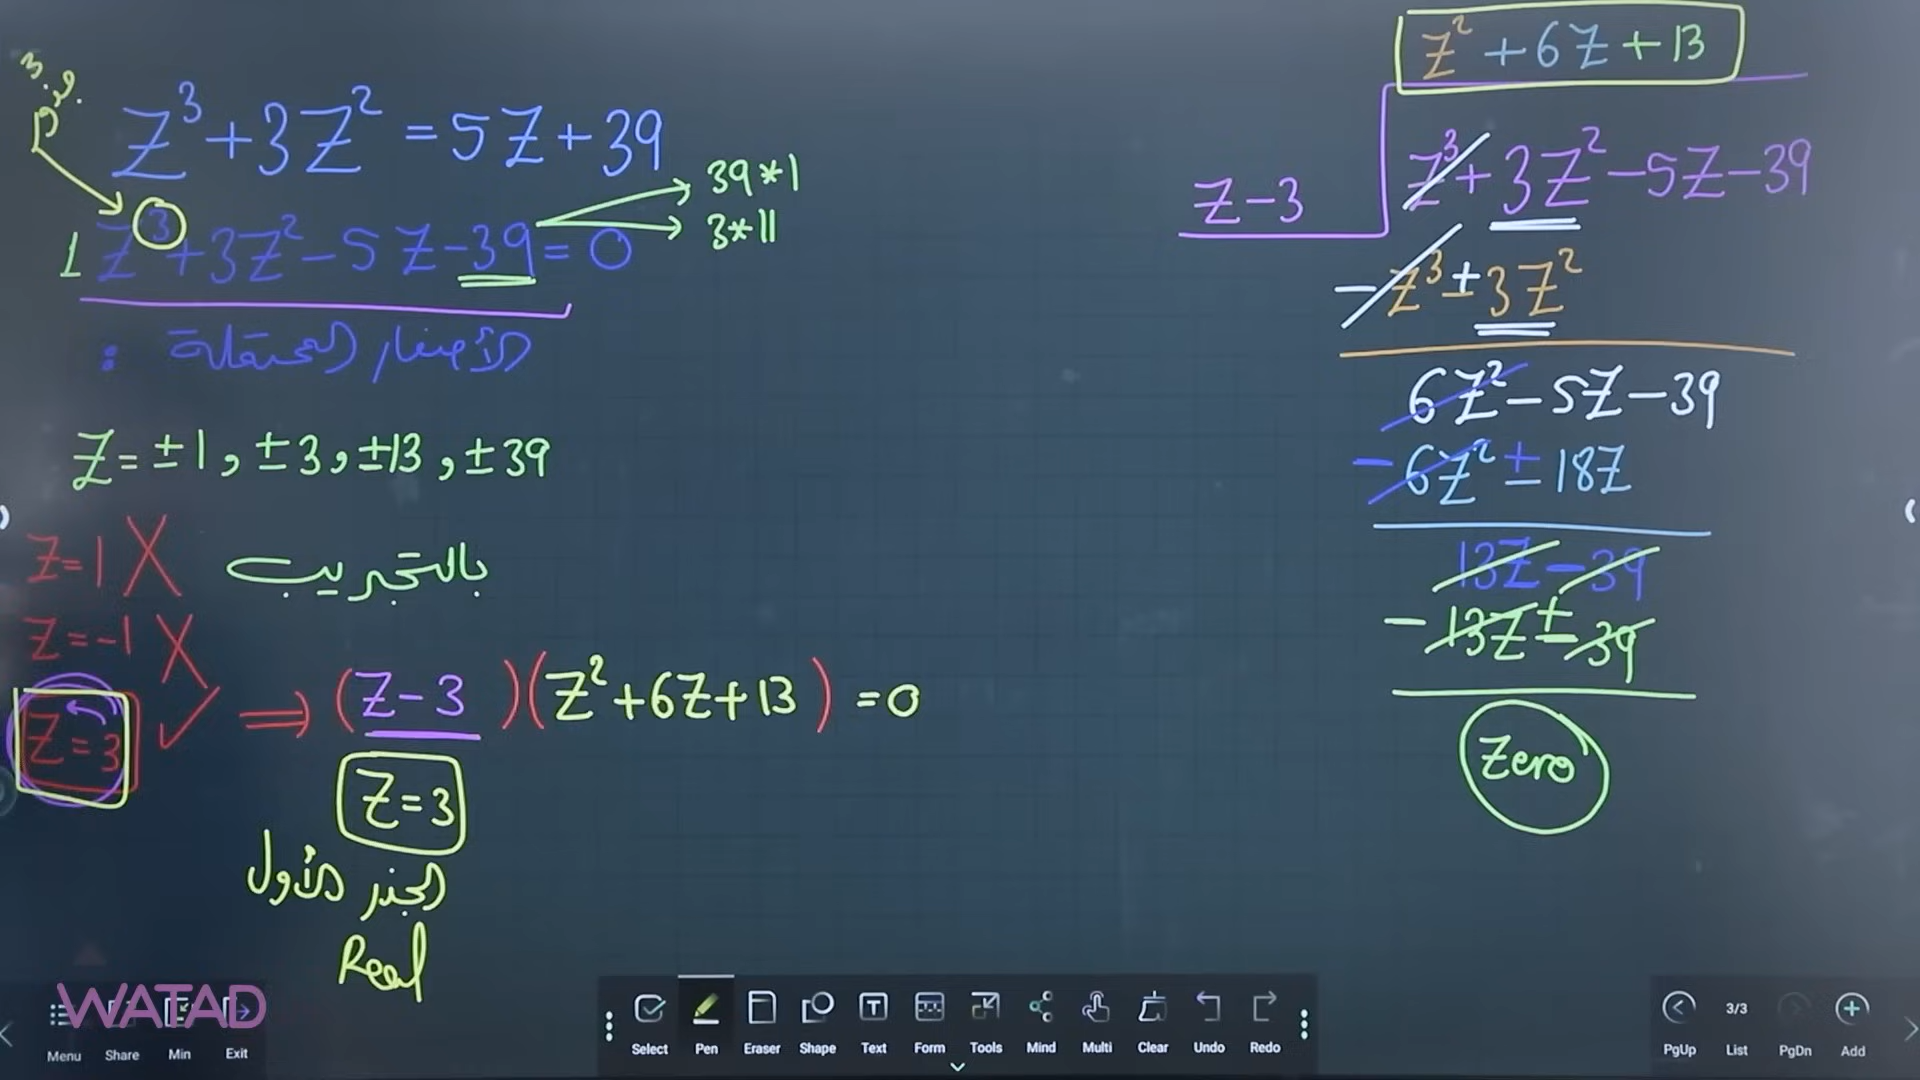 م.ع.3
Z³ + 3Z² = 5Z + 39
39*1
1 Z³ + 3Z² - 5Z - 39 = 0
3*11
الأصفار المحتملة :
Z = ±1, ±3, ±13, ±39
Z=1 X
بالتجريب
Z=-1 X
Z=3 ✓ ⟹ (Z-3)(Z²+6Z+13) = 0
Z=3
الجذر الأول
Real
Z² + 6Z + 13
Z-3
Z³ + 3Z² - 5Z - 39
- Z³ ± 3Z²
6Z² - 5Z - 39
- 6Z² ± 18Z
13Z - 39
- 13Z ± 39
Zero
WATAD
Menu Share Min Exit
Select Pen Eraser Shape Text Form Tools Mind Multi Clear Undo Redo
3/3
PgUp List PgDn Add